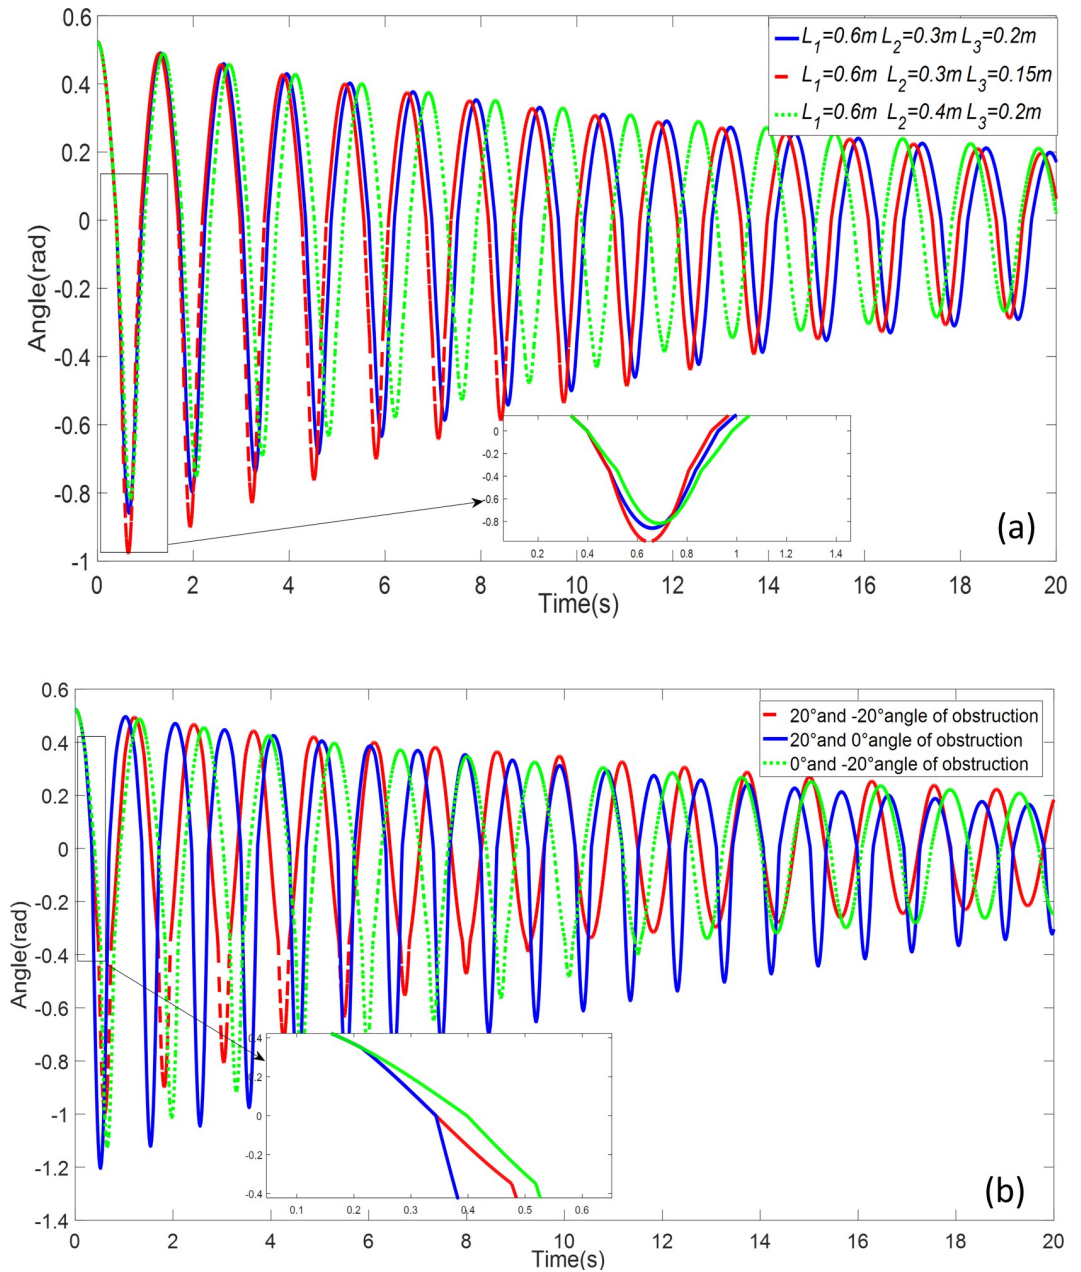 0.6
0.4
0.2
0
-0.2
-0.4
-0.6
-0.8
-1
Angle(rad)
L1=0.6m L2=0.3m L3=0.2m
L1=0.6m L2=0.3m L3=0.15m
L1=0.6m L2=0.4m L3=0.2m
0
-0.2
-0.4
-0.6
-0.8
0.2 0.4 0.6 0.8 1 1.2 1.4
(a)
0 2 4 6 8 10 12 14 16 18 20
Time(s)
0.6
0.4
0.2
0
-0.2
-0.4
-0.6
-0.8
-1
-1.2
-1.4
Angle(rad)
20°and -20°angle of obstruction
20°and 0°angle of obstruction
0°and -20°angle of obstruction
0.4
0.2
0
-0.2
-0.4
0.1 0.2 0.3 0.4 0.5 0.6
(b)
0 2 4 6 8 10 12 14 16 18 20
Time(s)